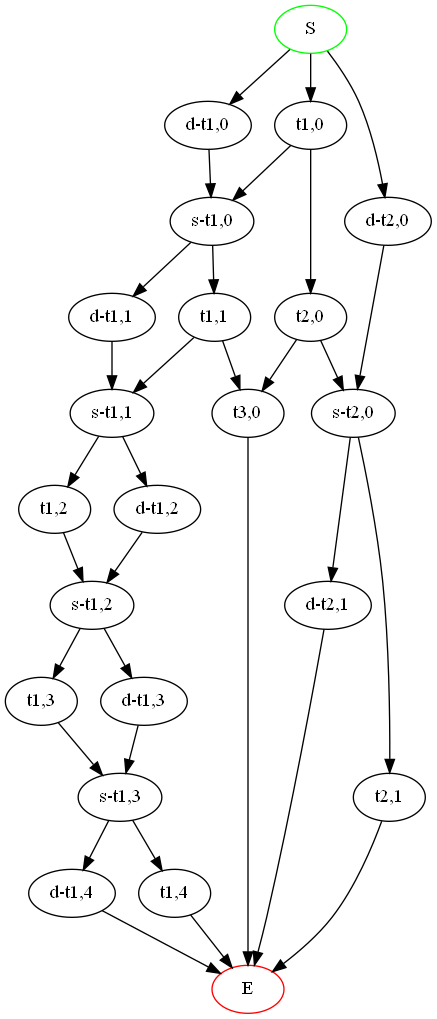 S
d-t1,0
t1,0
s-t1,0
d-t2,0
d-t1,1
t1,1
t2,0
s-t1,1
t3,0
s-t2,0
t1,2
d-t1,2
s-t1,2
d-t2,1
t1,3
d-t1,3
s-t1,3
t2,1
d-t1,4
t1,4
E